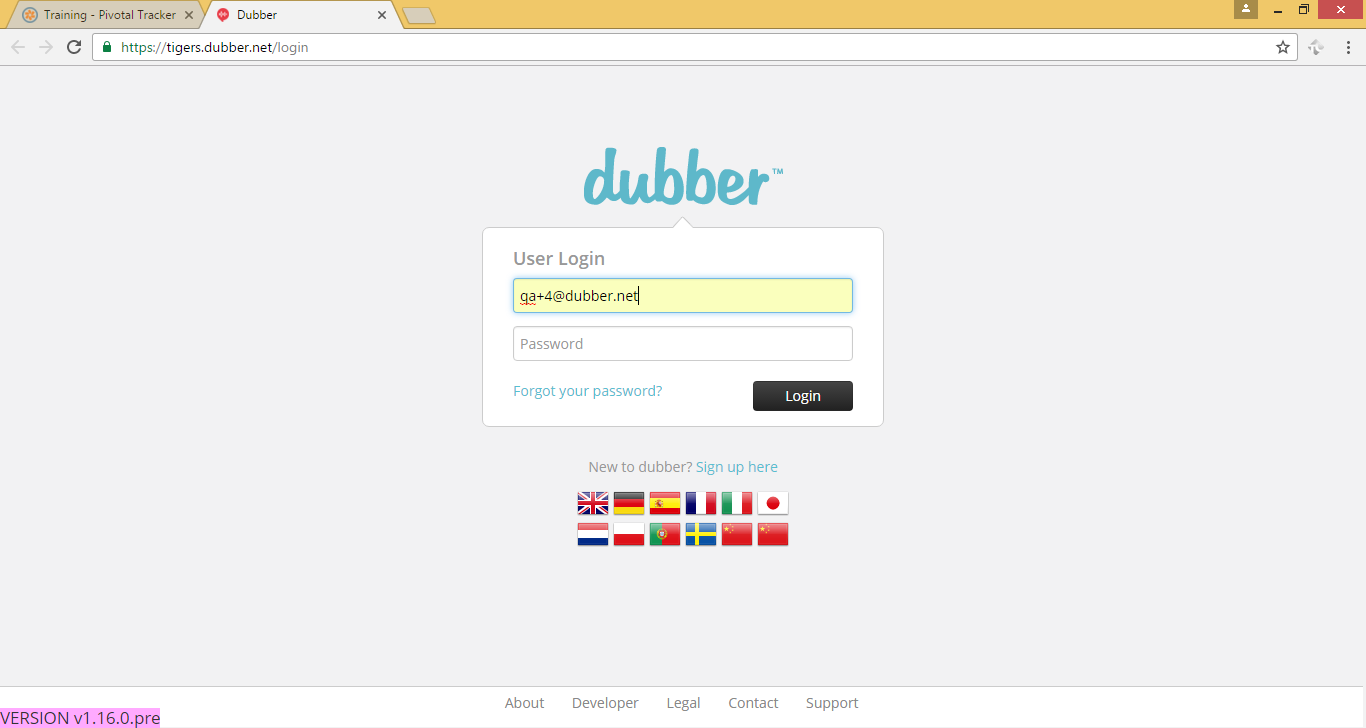 Training - Pivotal Tracker
Dubber
https://tigers.dubber.net/login
dubber™
User Login
qa+4@dubber.net
Password
Forgot your password?
Login
New to dubber? Sign up here
About Developer Legal Contact Support
VERSION v1.16.0.pre